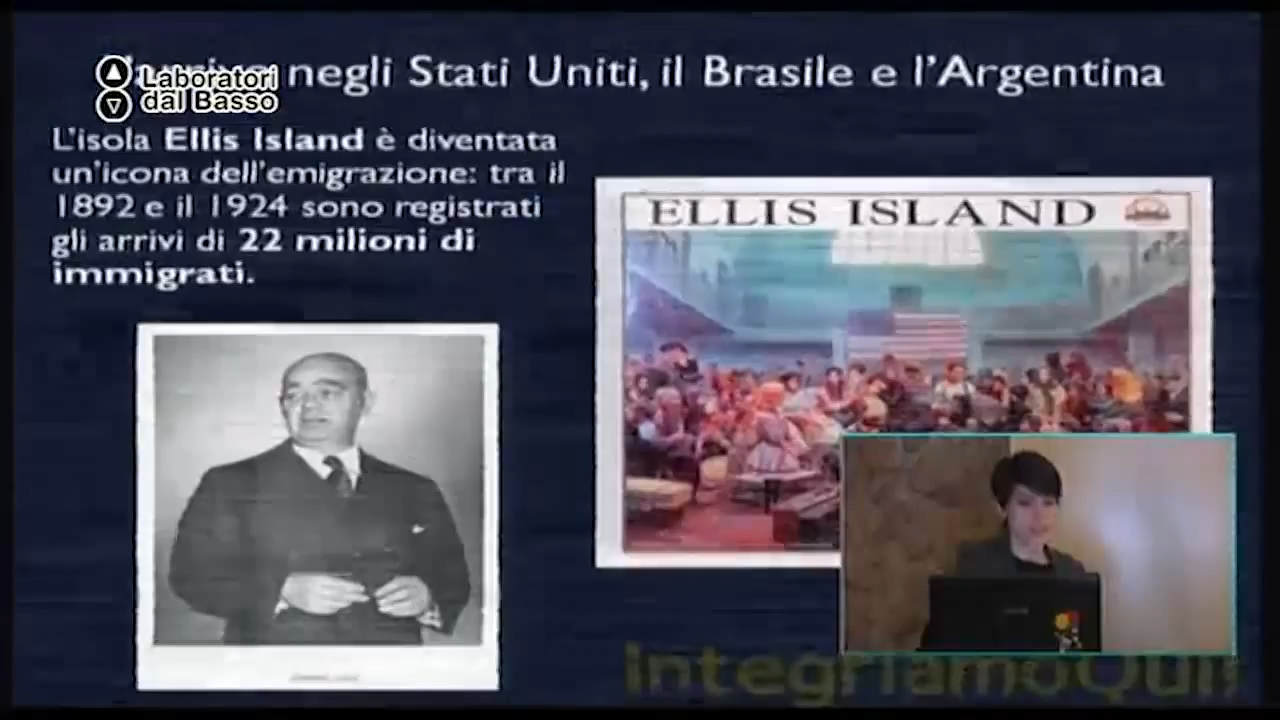 Laboratori
dal Basso
negli Stati Uniti, il Brasile e l'Argentina
L'isola Ellis Island è diventata
un'icona dell'emigrazione: tra il
1892 e il 1924 sono registrati
gli arrivi di 22 milioni di
immigrati.
ELLIS ISLAND